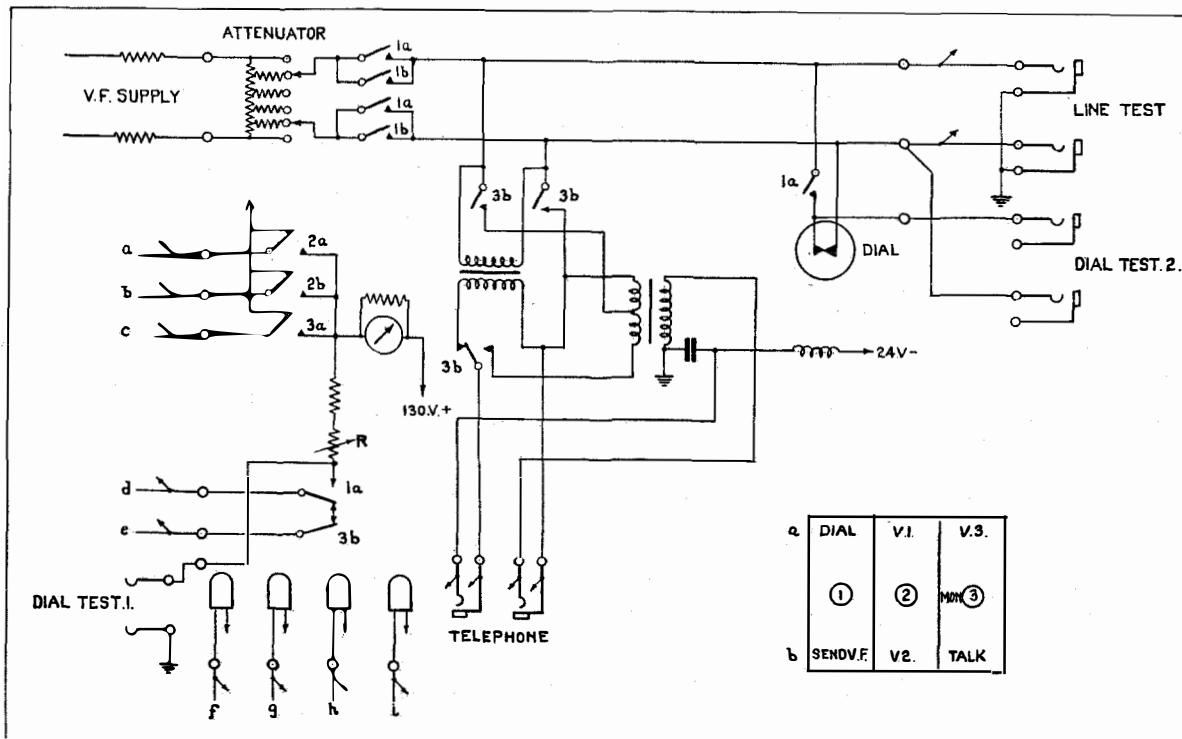 ATTENUATOR
V.F. SUPPLY
1a
1b
1a
1b
LINE TEST
3b
3b
1a
DIAL
DIAL TEST.2.
a
2a
b
2b
c
3a
130.V.+
3b
24V-
R
d
1a
e
3b
DIAL TEST.1.
TELEPHONE
f
g
h
i
a DIAL V.1. V.3.
1 2 MON 3
b SEND V.F. V2. TALK